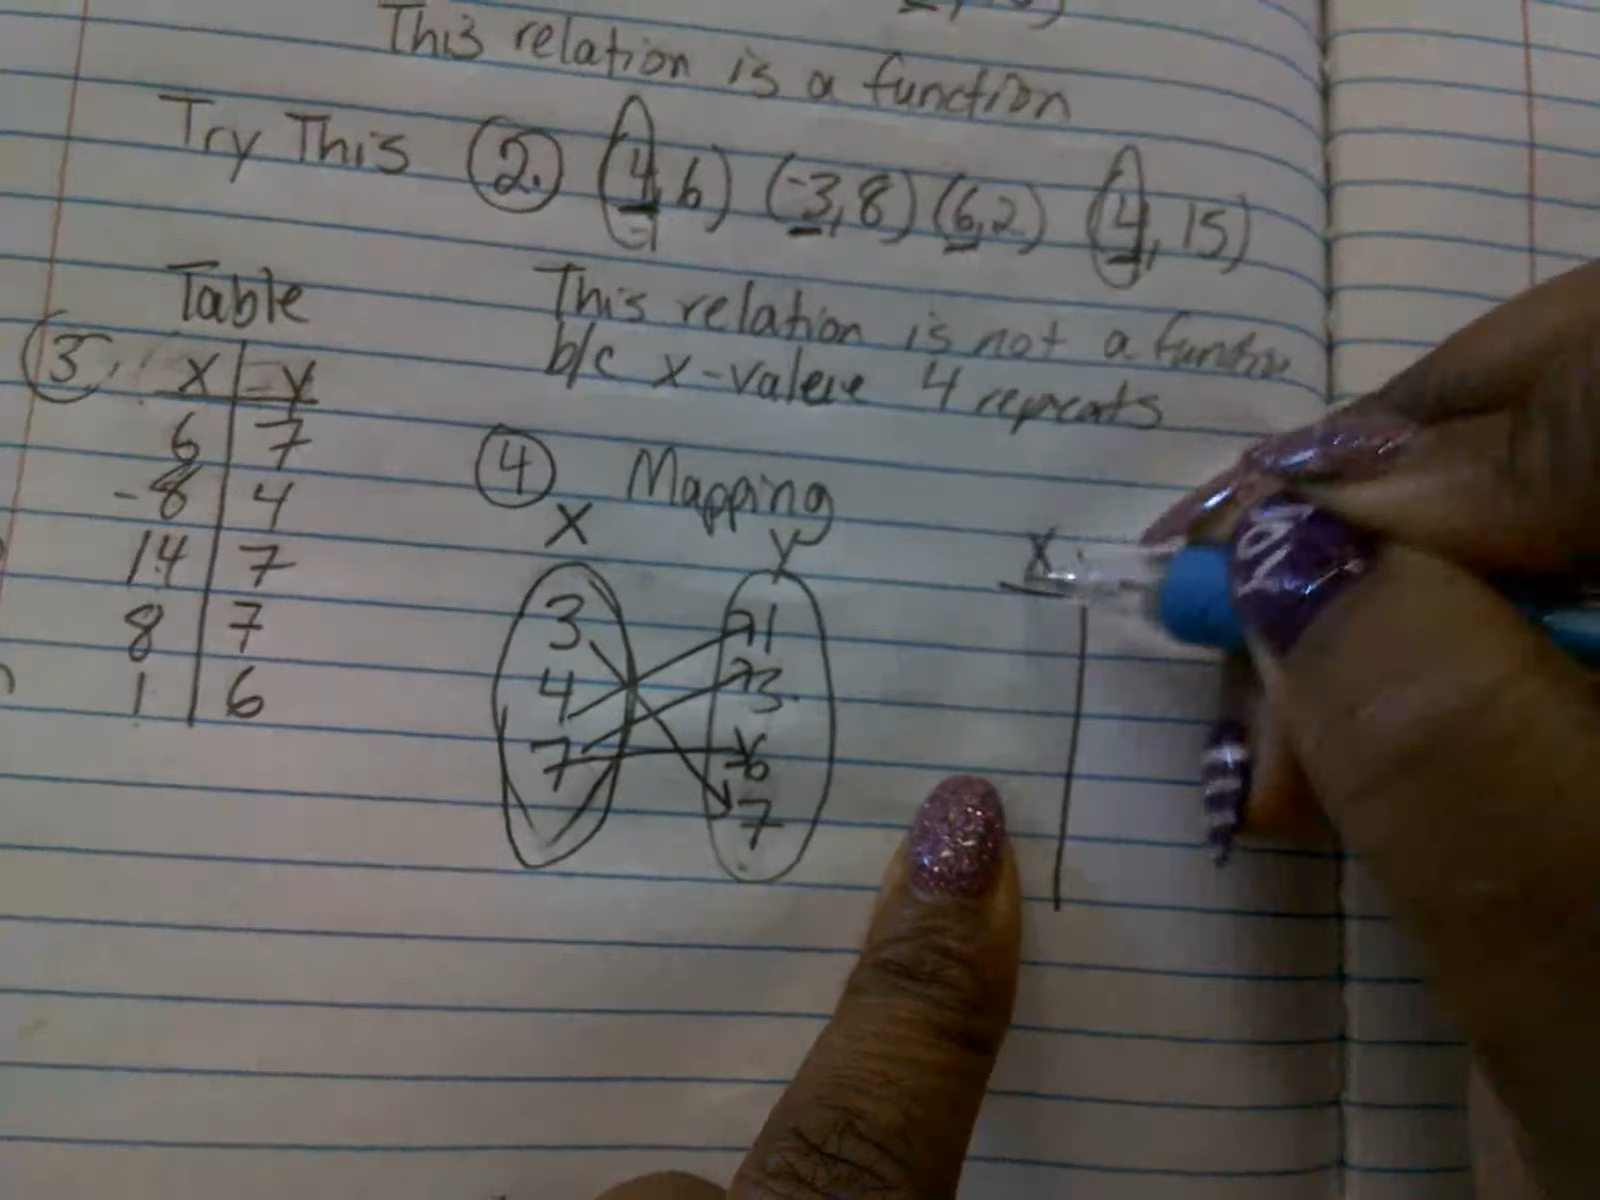 This relation is a function
Try This 2. (4,6) (-3,8) (6,2) (4,15)
This relation is not a function
b/c x-value 4 repeats
Table
3. x y
6 7
-8 4
14 7
8 7
1 6
4 Mapping
X Y
3 1
4 3
7 6
7
X